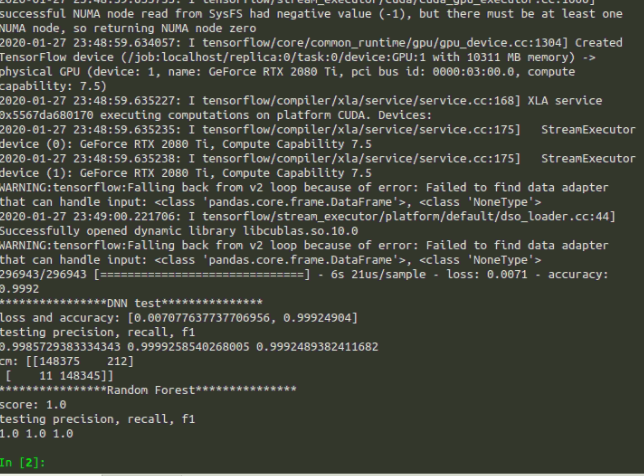 successful NUMA node read from SysFS had negative value (-1), but there must be at least one
NUMA node, so returning NUMA node zero
2020-01-27 23:48:59.634057: I tensorflow/core/common_runtime/gpu/gpu_device.cc:1304] Created
TensorFlow device (/job:localhost/replica:0/task:0/device:GPU:1 with 10311 MB memory) ->
physical GPU (device: 1, name: GeForce RTX 2080 Ti, pci bus id: 0000:03:00.0, compute
capability: 7.5)
2020-01-27 23:48:59.635227: I tensorflow/compiler/xla/service/service.cc:168] XLA service
0x5567da680170 executing computations on platform CUDA. Devices:
2020-01-27 23:48:59.635235: I tensorflow/compiler/xla/service/service.cc:175]   StreamExecutor
device (0): GeForce RTX 2080 Ti, Compute Capability 7.5
2020-01-27 23:48:59.635238: I tensorflow/compiler/xla/service/service.cc:175]   StreamExecutor
device (1): GeForce RTX 2080 Ti, Compute Capability 7.5
WARNING:tensorflow:Falling back from v2 loop because of error: Failed to find data adapter
that can handle input: <class 'pandas.core.frame.DataFrame'>, <class 'NoneType'>
2020-01-27 23:49:00.221706: I tensorflow/stream_executor/platform/default/dso_loader.cc:44]
Successfully opened dynamic library libcublas.so.10.0
WARNING:tensorflow:Falling back from v2 loop because of error: Failed to find data adapter
that can handle input: <class 'pandas.core.frame.DataFrame'>, <class 'NoneType'>
296943/296943 [==============================] - 6s 21us/sample - loss: 0.0071 - accuracy:
0.9992
****************DNN test***************
loss and accuracy: [0.007077637737706956, 0.99924904]
testing precision, recall, f1
0.9985729383334343 0.9999258540268005 0.9992489382411682
cm: [[148375    212]
 [    11 148345]]
****************Random Forest***************
score: 1.0
testing precision, recall, f1
1.0 1.0 1.0
In [2]: